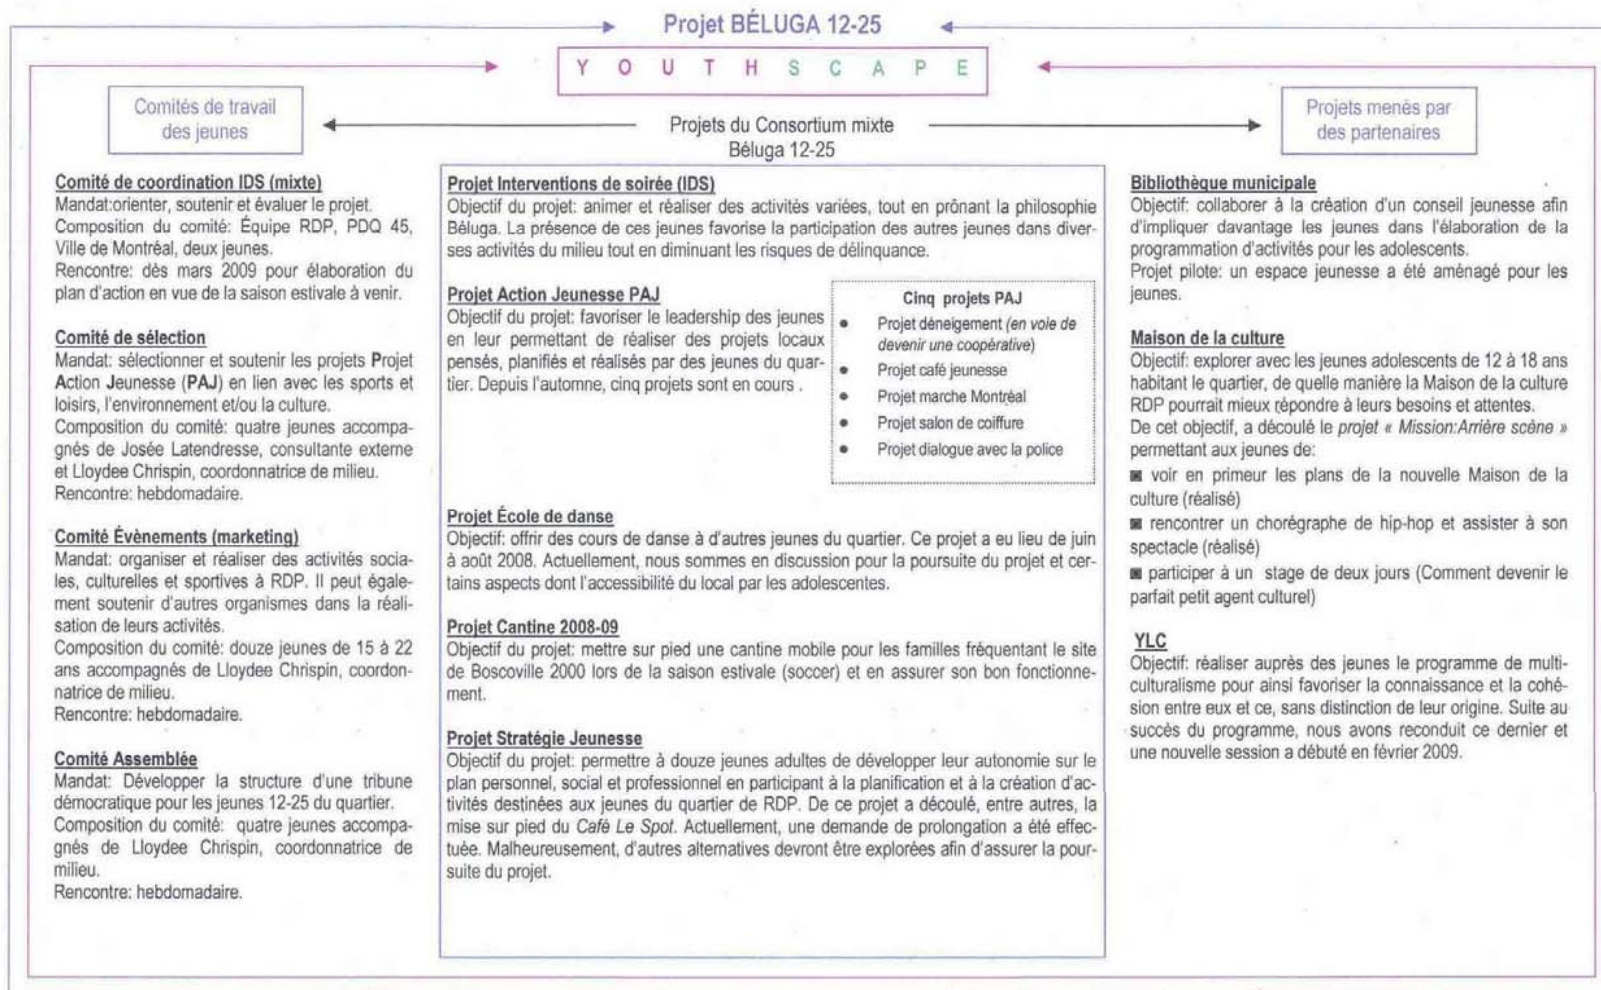 Projet BÉLUGA 12-25
Y O U T H S C A P E
Comités de travail
des jeunes
Projets du Consortium mixte
Béluga 12-25
Projets menés par
des partenaires
Comité de coordination IDS (mixte)
Mandat:orienter, soutenir et évaluer le projet.
Composition du comité: Équipe RDP, PDQ 45,
Ville de Montréal, deux jeunes.
Rencontre: dès mars 2009 pour élaboration du
plan d'action en vue de la saison estivale à venir.
Comité de sélection
Mandat: sélectionner et soutenir les projets Projet
Action Jeunesse (PAJ) en lien avec les sports et
loisirs, l'environnement et/ou la culture.
Composition du comité: quatre jeunes accompa-
gnés de Josée Latendresse, consultante externe
et Lloydee Chrispin, coordonnatrice de milieu.
Rencontre: hebdomadaire.
Comité Évènements (marketing)
Mandat: organiser et réaliser des activités socia-
les, culturelles et sportives à RDP. Il peut égale-
ment soutenir d'autres organismes dans la réali-
sation de leurs activités.
Composition du comité: douze jeunes de 15 à 22
ans accompagnés de Lloydee Chrispin, coordon-
natrice de milieu.
Rencontre: hebdomadaire.
Comité Assemblée
Mandat: Développer la structure d'une tribune
démocratique pour les jeunes 12-25 du quartier.
Composition du comité: quatre jeunes accompa-
gnés de Lloydee Chrispin, coordonnatrice de
milieu.
Rencontre: hebdomadaire.
Projet Interventions de soirée (IDS)
Objectif du projet: animer et réaliser des activités variées, tout en prônant la philosophie
Béluga. La présence de ces jeunes favorise la participation des autres jeunes dans diver-
ses activités du milieu tout en diminuant les risques de délinquance.
Projet Action Jeunesse PAJ
Objectif du projet: favoriser le leadership des jeunes
en leur permettant de réaliser des projets locaux
pensés, planifiés et réalisés par des jeunes du quar-
tier. Depuis l'automne, cinq projets sont en cours .
Cinq projets PAJ
● Projet déneigement (en voie de
devenir une coopérative)
● Projet café jeunesse
● Projet marche Montréal
● Projet salon de coiffure
● Projet dialogue avec la police
Projet École de danse
Objectif: offrir des cours de danse à d'autres jeunes du quartier. Ce projet a eu lieu de juin
à août 2008. Actuellement, nous sommes en discussion pour la poursuite du projet et cer-
tains aspects dont l'accessibilité du local par les adolescentes.
Projet Cantine 2008-09
Objectif du projet: mettre sur pied une cantine mobile pour les familles fréquentant le site
de Boscoville 2000 lors de la saison estivale (soccer) et en assurer son bon fonctionne-
ment.
Projet Stratégie Jeunesse
Objectif du projet: permettre à douze jeunes adultes de développer leur autonomie sur le
plan personnel, social et professionnel en participant à la planification et à la création d'ac-
tivités destinées aux jeunes du quartier de RDP. De ce projet a découlé, entre autres, la
mise sur pied du Café Le Spot. Actuellement, une demande de prolongation a été effec-
tuée. Malheureusement, d'autres alternatives devront être explorées afin d'assurer la pour-
suite du projet.
Bibliothèque municipale
Objectif: collaborer à la création d'un conseil jeunesse afin
d'impliquer davantage les jeunes dans l'élaboration de la
programmation d'activités pour les adolescents.
Projet pilote: un espace jeunesse a été aménagé pour les
jeunes.
Maison de la culture
Objectif: explorer avec les jeunes adolescents de 12 à 18 ans
habitant le quartier, de quelle manière la Maison de la culture
RDP pourrait mieux répondre à leurs besoins et attentes.
De cet objectif, a découlé le projet « Mission:Arrière scène »
permettant aux jeunes de:
▣ voir en primeur les plans de la nouvelle Maison de la
culture (réalisé)
▣ rencontrer un chorégraphe de hip-hop et assister à son
spectacle (réalisé)
▣ participer à un stage de deux jours (Comment devenir le
parfait petit agent culturel)
YLC
Objectif: réaliser auprès des jeunes le programme de multi-
culturalisme pour ainsi favoriser la connaissance et la cohé-
sion entre eux et ce, sans distinction de leur origine. Suite au
succès du programme, nous avons reconduit ce dernier et
une nouvelle session a débuté en février 2009.